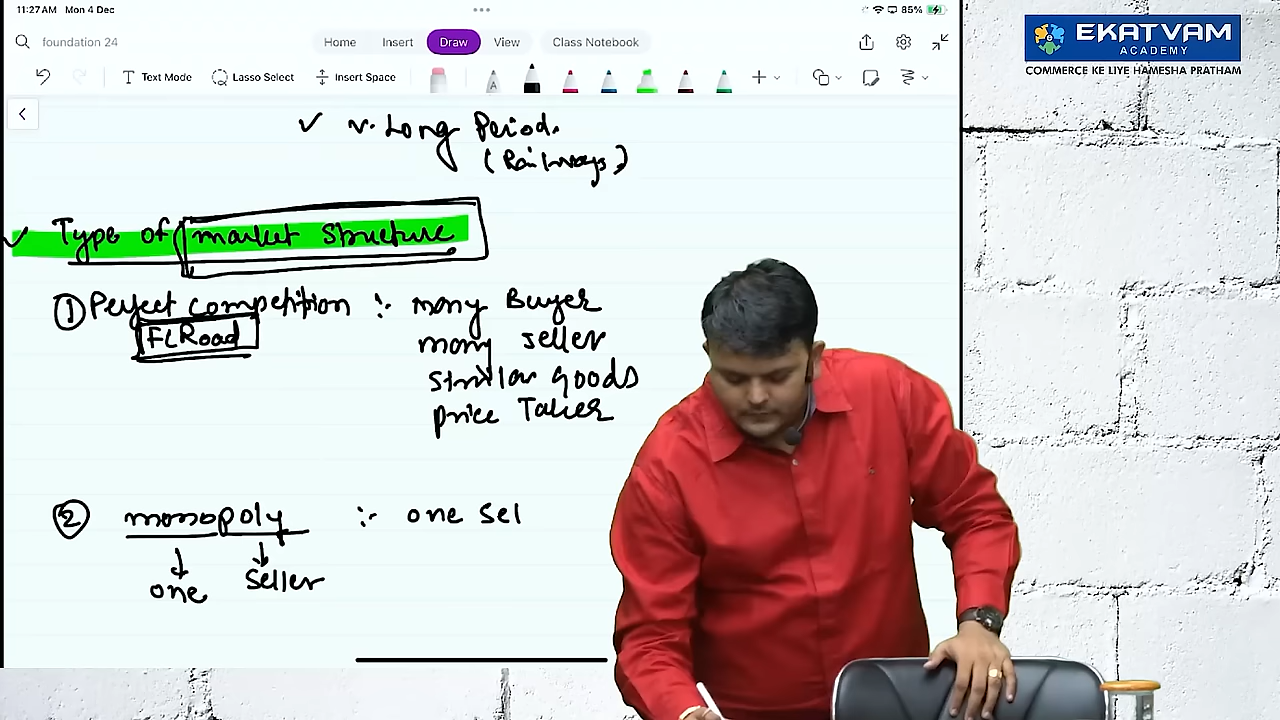 11:27 AM Mon 4 Dec
85%
foundation 24
Home Insert Draw View Class Notebook
Text Mode Lasso Select Insert Space
EKATVAM
ACADEMY
COMMERCE KE LIYE HAMESHA PRATHAM
v. Long Period.
(Railways)
Type of market structure
① Perfect competition :- many Buyer
FC Road
many seller
similar goods
price Taker
② monopoly :- one sel
one seller